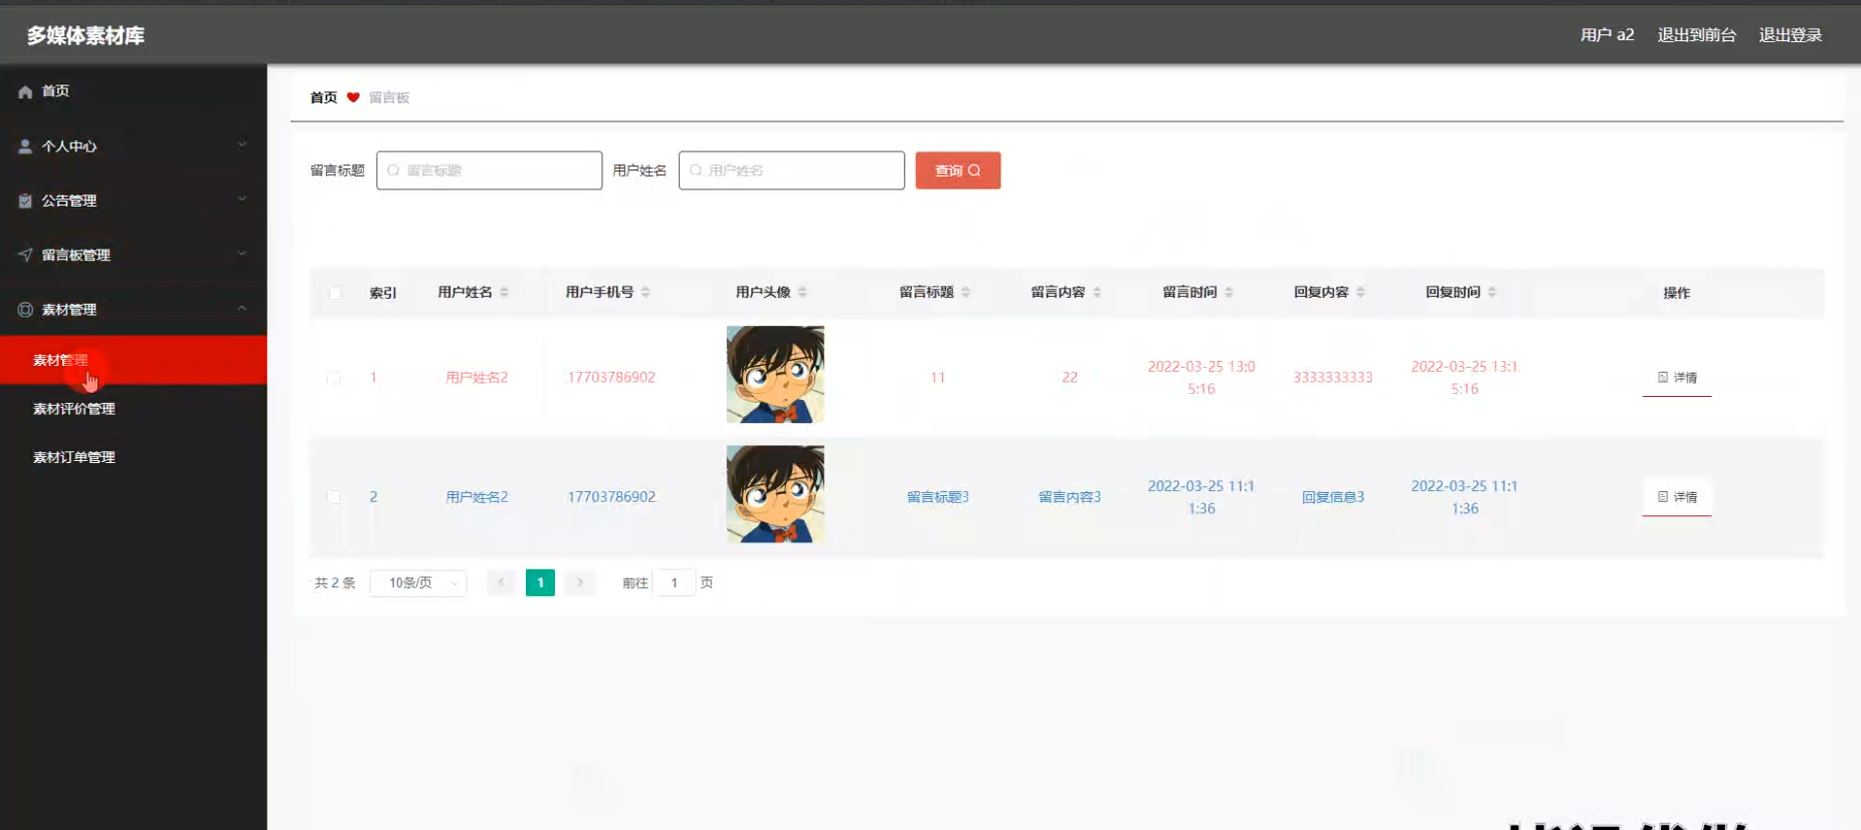 多媒体素材库
用户 a2 退出到前台 退出登录
首页
个人中心
公告管理
留言板管理
素材管理
素材管理
素材评价管理
素材订单管理
首页 留言板
留言标题 留言标题 用户姓名 用户姓名 查询
索引 用户姓名 用户手机号 用户头像 留言标题 留言内容 留言时间 回复内容 回复时间 操作
1 用户姓名2 17703786902 11 22 2022-03-25 13:0 3333333333 2022-03-25 13:1 详情
5:16 5:16
2 用户姓名2 17703786902 留言标题3 留言内容3 2022-03-25 11:1 回复信息3 2022-03-25 11:1 详情
1:36 1:36
共 2 条 10条/页 1 前往 1 页